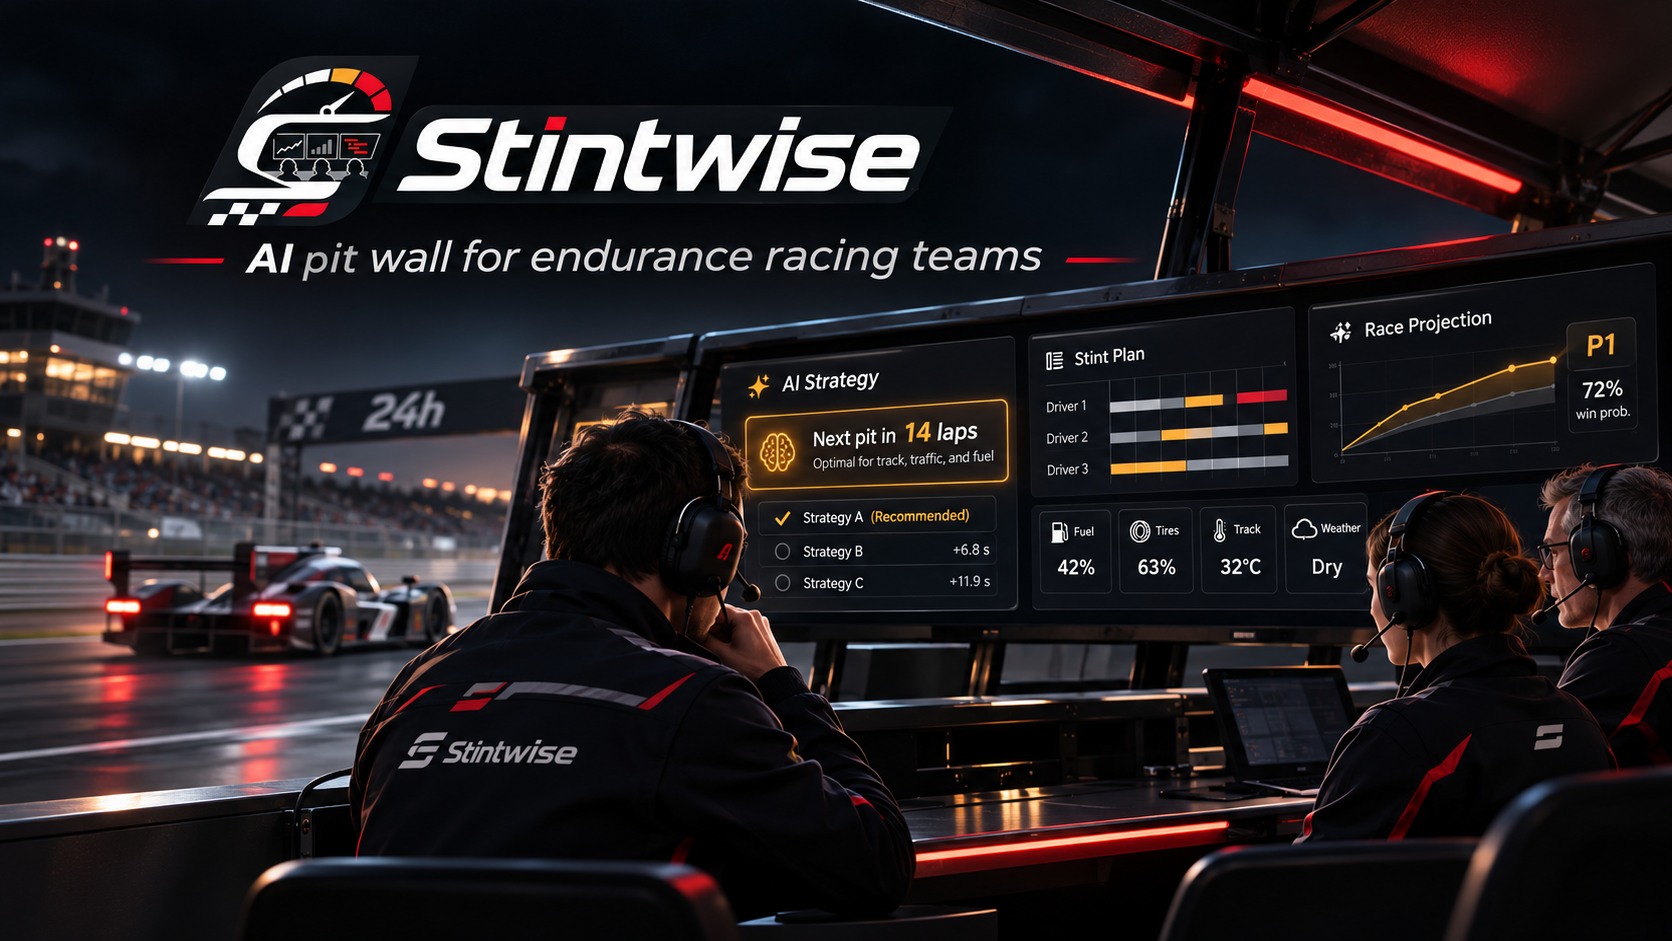 Stintwise
AI pit wall for endurance racing teams
24h
AI Strategy
Next pit in 14 laps
Optimal for track, traffic, and fuel
Strategy A (Recommended)
Strategy B +6.8 s
Strategy C +11.9 s
Stint Plan
Driver 1
Driver 2
Driver 3
Race Projection
P1
72%
win prob.
Fuel
42%
Tires
63%
Track
32°C
Weather
Dry
Stintwise